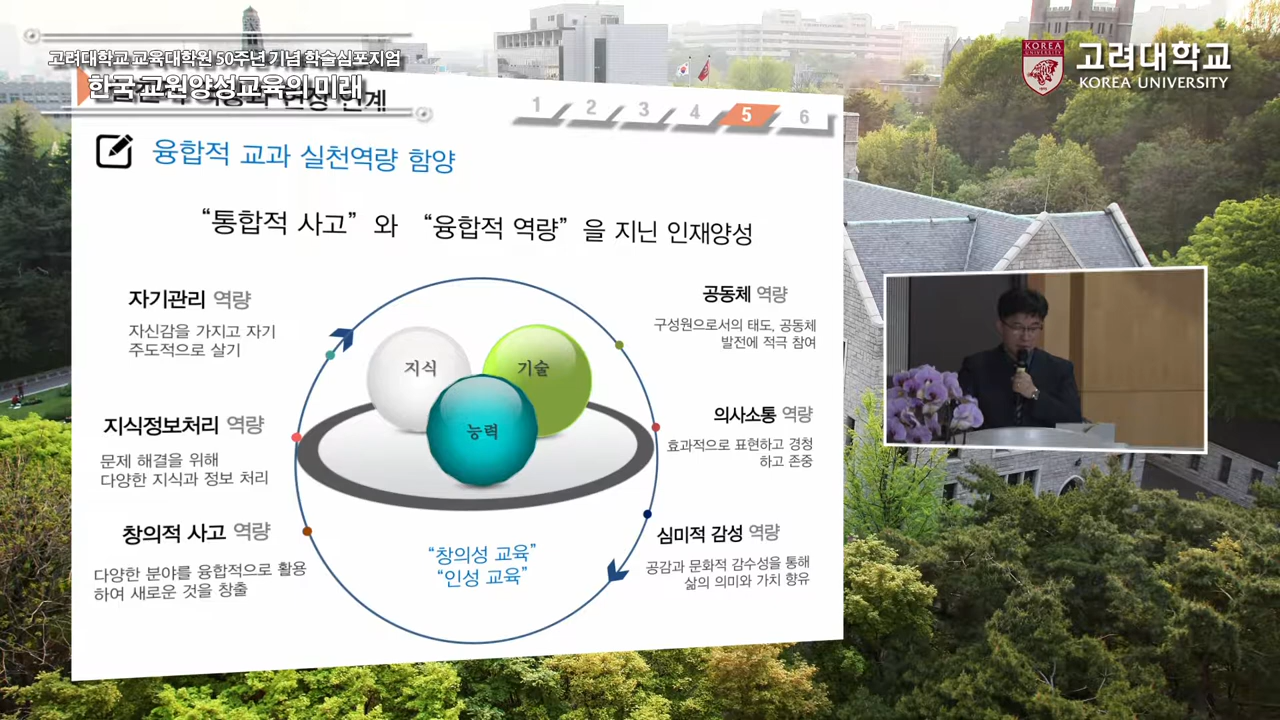 고려대학교 교육대학원 50주년 기념 학술심포지엄
한국 교원양성교육의 미래
KOREA
UNIVERSITY
고려대학교
KOREA UNIVERSITY
1 2 3 4 5 6
융합적 교과 실천역량 함양
“통합적 사고” 와 “융합적 역량” 을 지닌 인재양성
자기관리 역량
자신감을 가지고 자기
주도적으로 살기
지식정보처리 역량
문제 해결을 위해
다양한 지식과 정보 처리
창의적 사고 역량
다양한 분야를 융합적으로 활용
하여 새로운 것을 창출
지식
기술
능력
“창의성 교육”
“인성 교육”
공동체 역량
구성원으로서의 태도, 공동체
발전에 적극 참여
의사소통 역량
효과적으로 표현하고 경청
하고 존중
심미적 감성 역량
공감과 문화적 감수성을 통해
삶의 의미와 가치 향유